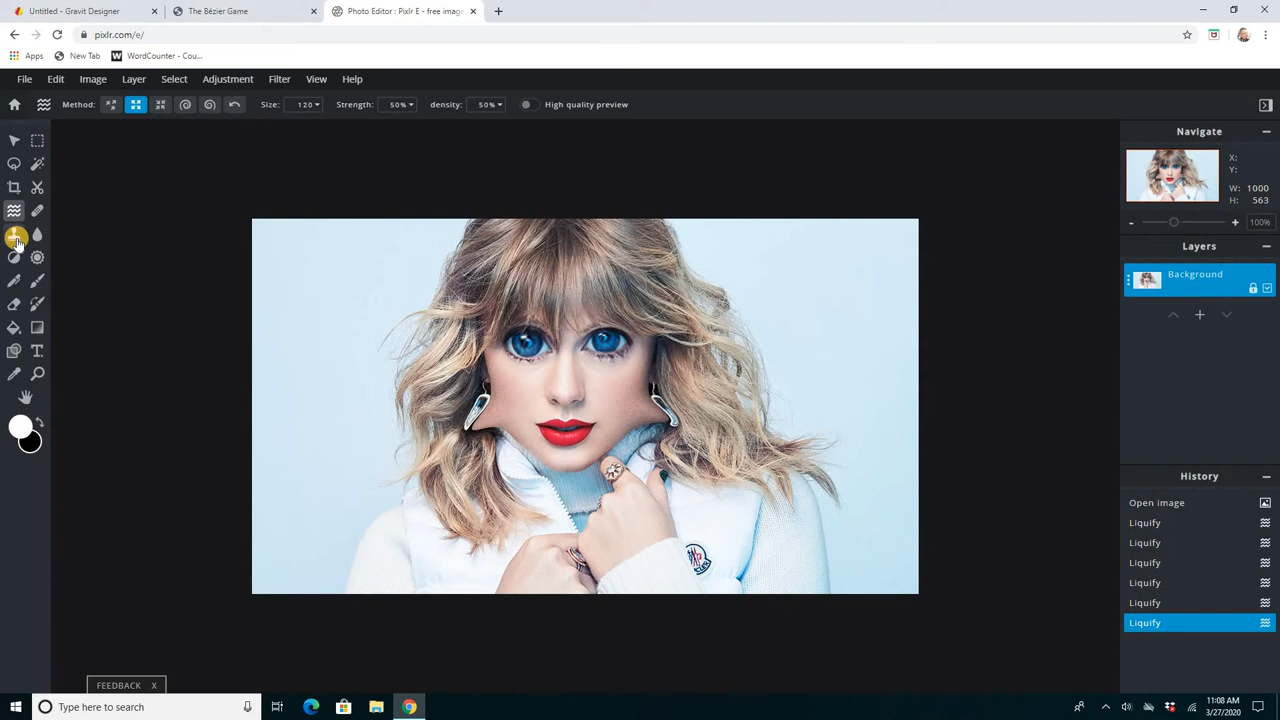 Untitled - Gravit Designer
The Bézier Game
Photo Editor : Pixlr E - free imag
pixlr.com/e/
Apps
New Tab
WordCounter - Cou...
File Edit Image Layer Select Adjustment Filter View Help
Method:
Size: 120
Strength: 50%
density: 50%
High quality preview
Navigate
X:
Y:
W: 1000
H: 563
- + 100%
Layers
Background
History
Open image
Liquify
Liquify
Liquify
Liquify
Liquify
Liquify
FEEDBACK X
Type here to search
11:08 AM
3/27/2020